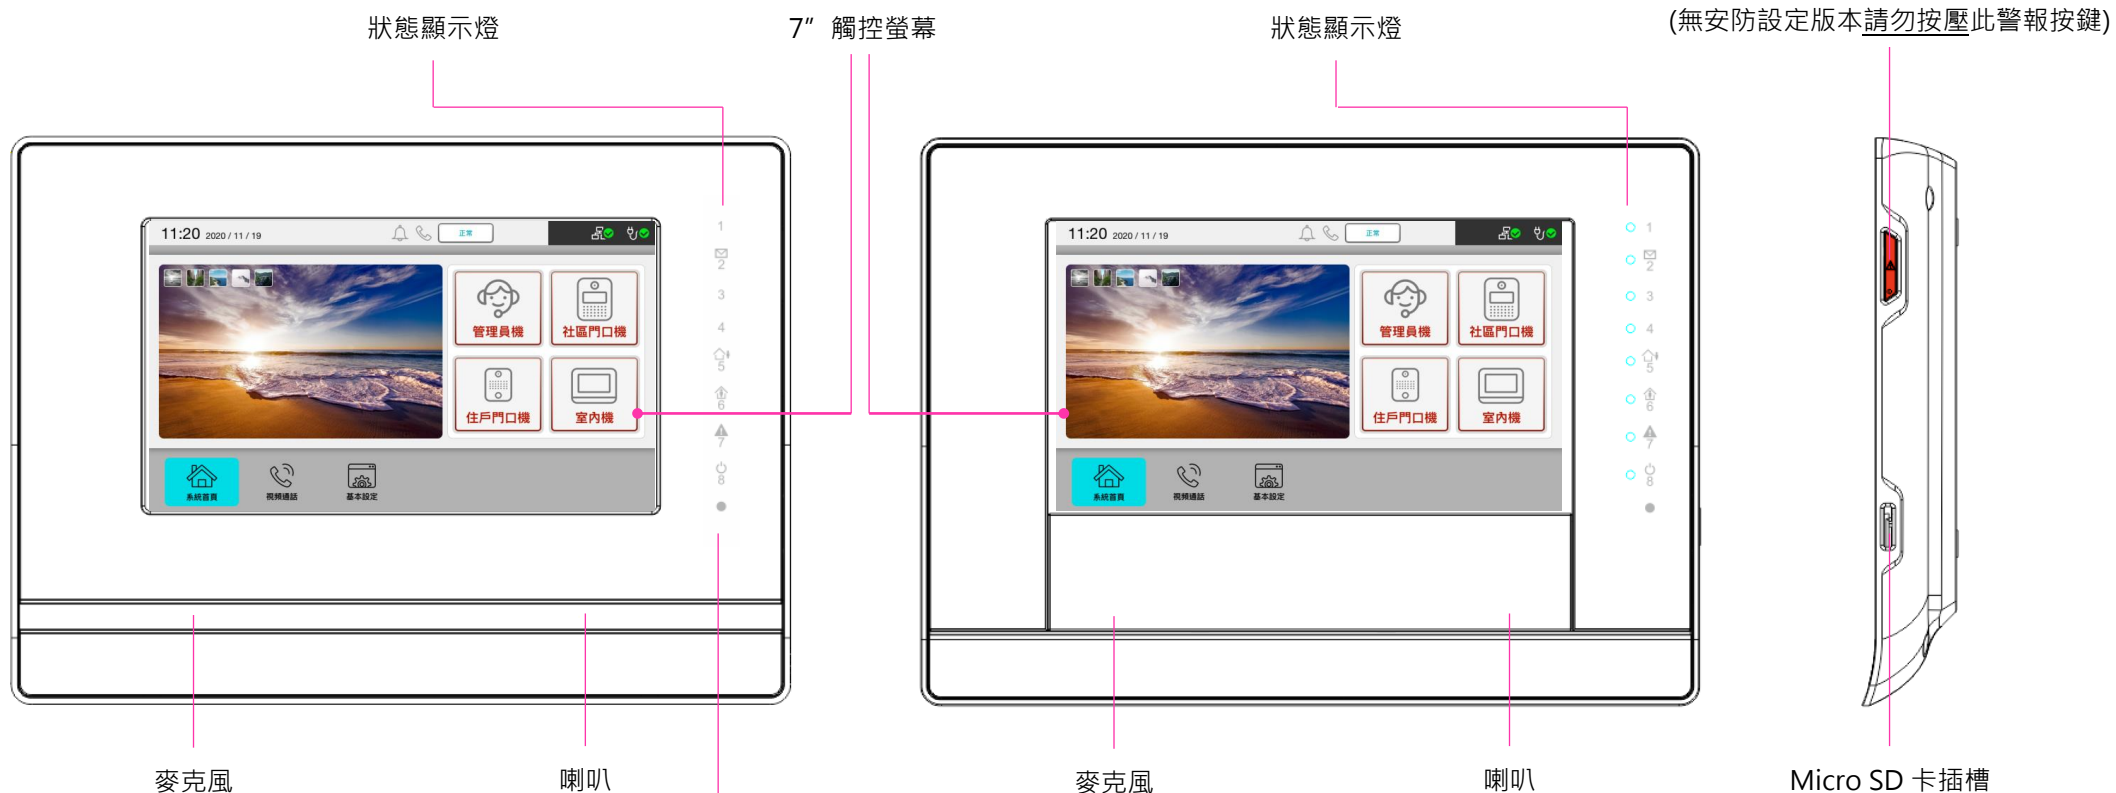 狀態顯示燈
7” 觸控螢幕
狀態顯示燈
(無安防設定版本請勿按壓此警報按鍵)
11:20 2020 / 11 / 19
正常
管理員機
社區門口機
住戶門口機
室內機
系統首頁
視頻通話
基本設定
1
2
3
4
5
6
7
8
11:20 2020 / 11 / 19
正常
管理員機
社區門口機
住戶門口機
室內機
系統首頁
視頻通話
基本設定
1
2
3
4
5
6
7
8
麥克風
喇叭
麥克風
喇叭
Micro SD 卡插槽